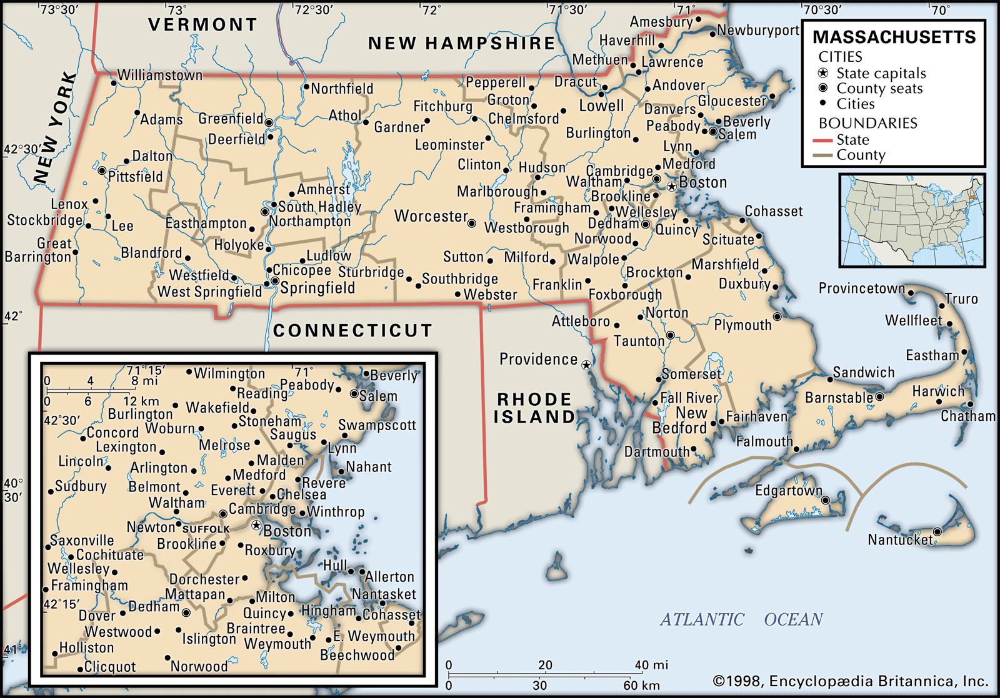 73°30′
73°
72°30′
72°
71°30′
71°
70°30′
70°
VERMONT
NEW HAMPSHIRE
NEW YORK
CONNECTICUT
RHODE
ISLAND
MASSACHUSETTS
CITIES
State capitals
County seats
Cities
BOUNDARIES
State
County
42°30′
42°
40°
30′
41°
Amesbury
Newburyport
Haverhill
Methuen
Lawrence
Williamstown
Northfield
Pepperell
Dracut
Andover
Groton
Lowell
Gloucester
Fitchburg
Chelmsford
Danvers
Adams
Greenfield
Athol
Gardner
Beverly
Peabody
Salem
Deerfield
Leominster
Burlington
Lynn
Dalton
Pittsfield
Clinton
Hudson
Cambridge
Medford
Waltham
Boston
Amherst
Marlborough
Brookline
Lenox
South Hadley
Framingham
Wellesley
Cohasset
Stockbridge
Lee
Easthampton
Northampton
Worcester
Westborough
Dedham
Quincy
Great
Barrington
Holyoke
Norwood
Scituate
Blandford
Ludlow
Sutton
Milford
Walpole
Marshfield
Westfield
Chicopee
Sturbridge
Southbridge
Brockton
West Springfield
Springfield
Webster
Franklin
Foxborough
Duxbury
Provincetown
Truro
Attleboro
Norton
Plymouth
Wellfleet
Taunton
Providence
Eastham
Somerset
Sandwich
Fall River
Barnstable
Harwich
New
Bedford
Fairhaven
Chatham
Dartmouth
Falmouth
Edgartown
Nantucket
ATLANTIC OCEAN
0 20 40 mi
0 30 60 km
©1998, Encyclopædia Britannica, Inc.
71°15′
71°
0 4 8 mi
0 6 12 km
42°30′
42°15′
Wilmington
Beverly
Reading
Peabody
Salem
Burlington
Wakefield
Concord
Woburn
Stoneham
Swampscott
Lexington
Melrose
Saugus
Lynn
Lincoln
Arlington
Malden
Nahant
Sudbury
Belmont
Medford
Revere
Everett
Chelsea
Waltham
Cambridge
Winthrop
Newton
SUFFOLK
Boston
Saxonville
Brookline
Roxbury
Cochituate
Wellesley
Hull
Allerton
Framingham
Dorchester
Mattapan
Milton
Nantasket
Dover
Dedham
Quincy
Hingham
Cohasset
Westwood
Islington
Braintree
Weymouth
E. Weymouth
Holliston
Beechwood
Clicquot
Norwood